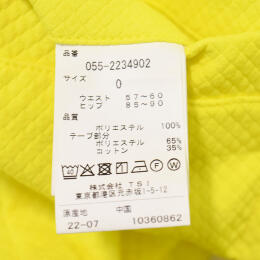 品番
055-2234902
サイズ
0
ウエスト 57~60
ヒップ 85~90
品質
ポリエステル 100%
テープ部分
ポリエステル 65%
コットン 35%
40
株式会社 TSI
東京都港区元赤坂1-5-12
原産地 中国
22-07 10360862